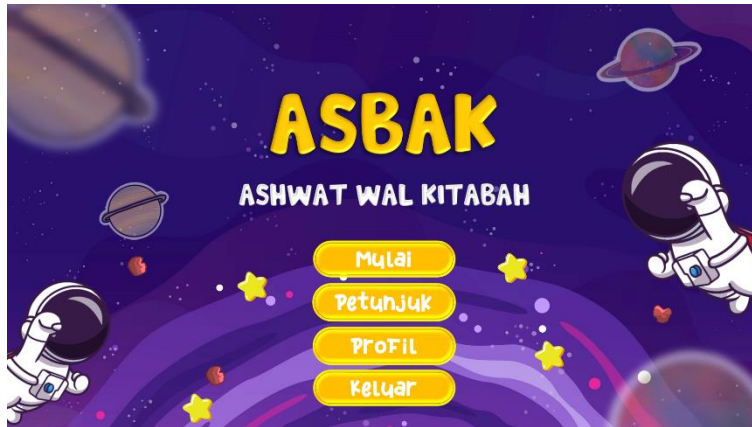 ASBAK
ASHWAT WAL KITABAH
Mulai
Petunjuk
Profil
Keluar